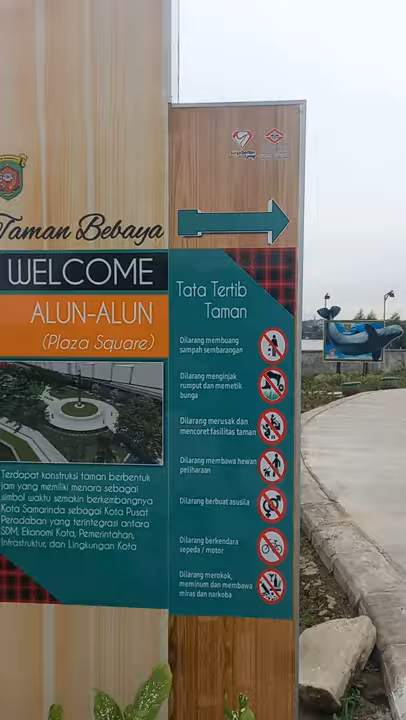 Taman Bebaya
WELCOME
ALUN-ALUN
(Plaza Square)
Terdapat konstruksi taman berbentuk
jam yang memiliki menara sebagai
simbol waktu semakin berkembangnya
Kota Samarinda sebagai Kota Pusat
Peradaban yang terintegrasi antara
SDM, Ekonomi Kota, Pemerintahan,
Infrastruktur, dan Lingkungan Kota
Tata Tertib
Taman
Dilarang membuang
sampah sembarangan
Dilarang menginjak
rumput dan memetik
bunga
Dilarang merusak dan
mencoret fasilitas taman
Dilarang membawa hewan
peliharaan
Dilarang berbuat asusila
Dilarang berkendara
sepeda / motor
Dilarang merokok,
meminum dan membawa
miras dan narkoba